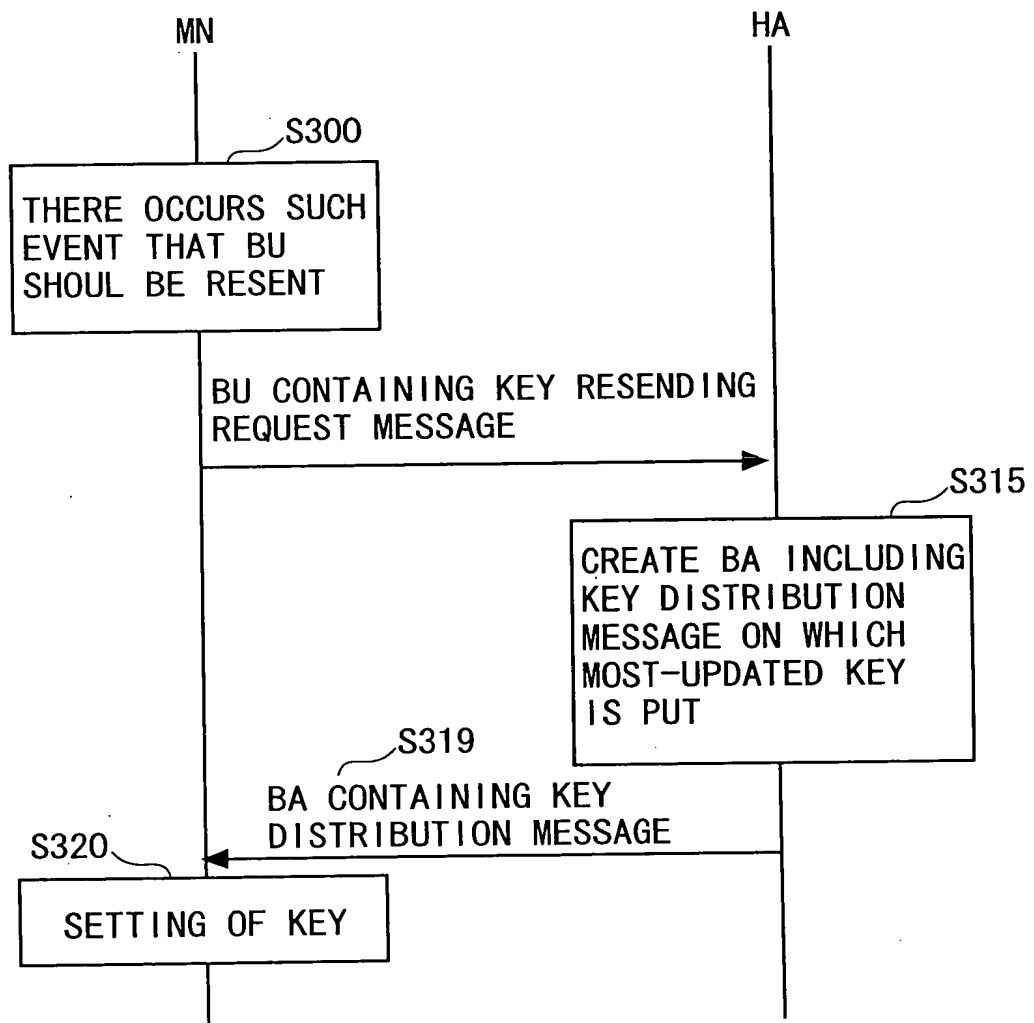 MN
HA
S300
THERE OCCURS SUCH
EVENT THAT BU
SHOUL BE RESENT
BU CONTAINING KEY RESENDING
REQUEST MESSAGE
S315
CREATE BA INCLUDING
KEY DISTRIBUTION
MESSAGE ON WHICH
MOST-UPDATED KEY
IS PUT
S319
BA CONTAINING KEY
DISTRIBUTION MESSAGE
S320
SETTING OF KEY